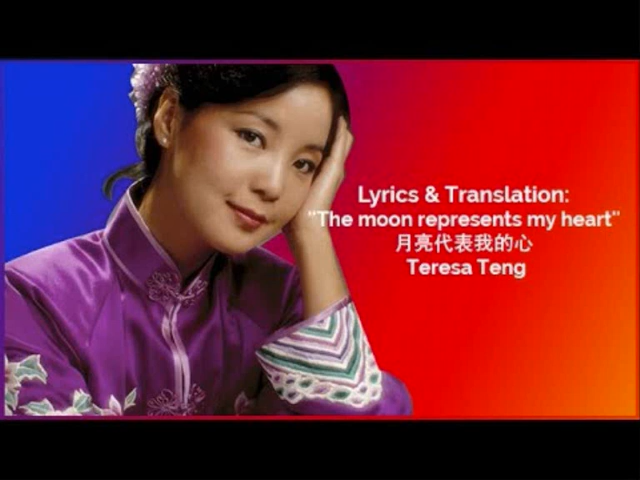 Lyrics & Translation:
"The moon represents my heart"
月亮代表我的心
Teresa Teng